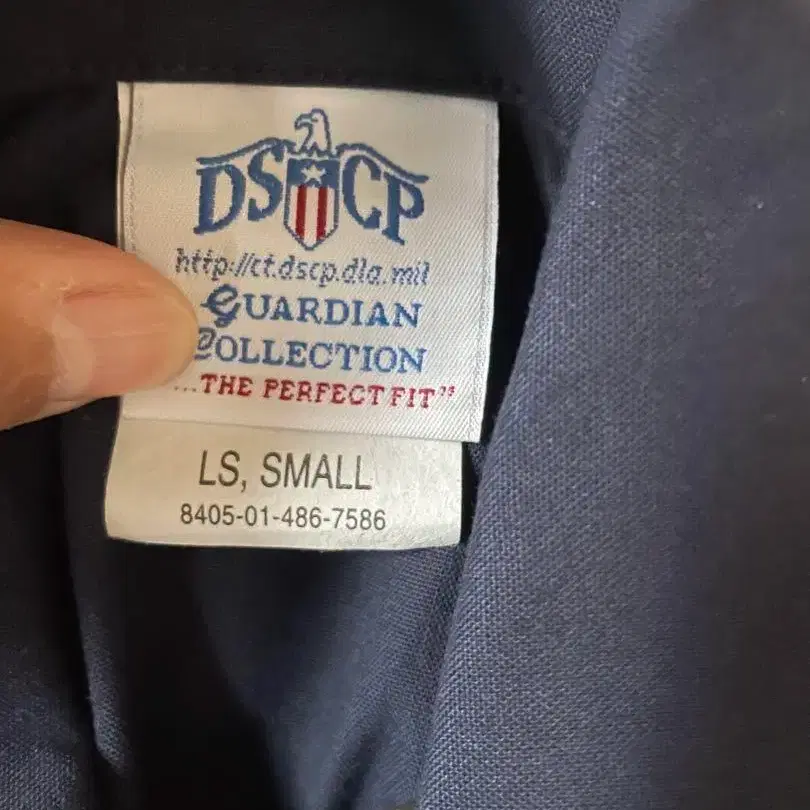 DSCP
http://ct.dscp.dla.mil
GUARDIAN
COLLECTION
...THE PERFECT FIT"
LS, SMALL
8405-01-486-7586